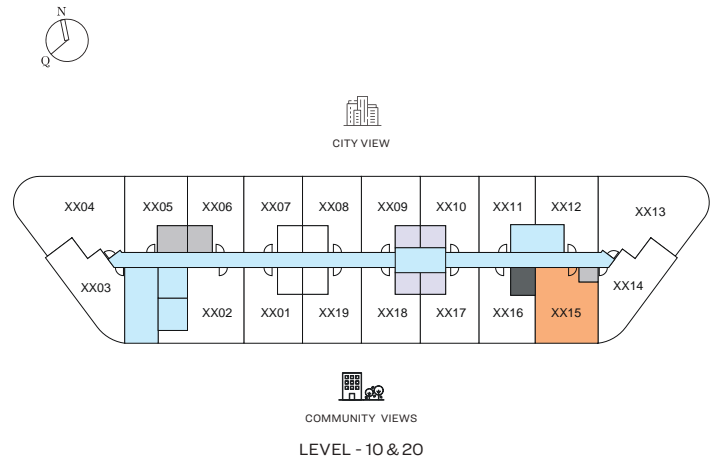 N
Q
CITY VIEW
XX04 XX05 XX06 XX07 XX08 XX09 XX10 XX11 XX12 XX13
XX03 XX02 XX01 XX19 XX18 XX17 XX16 XX15 XX14
COMMUNITY VIEWS
LEVEL - 10 & 20